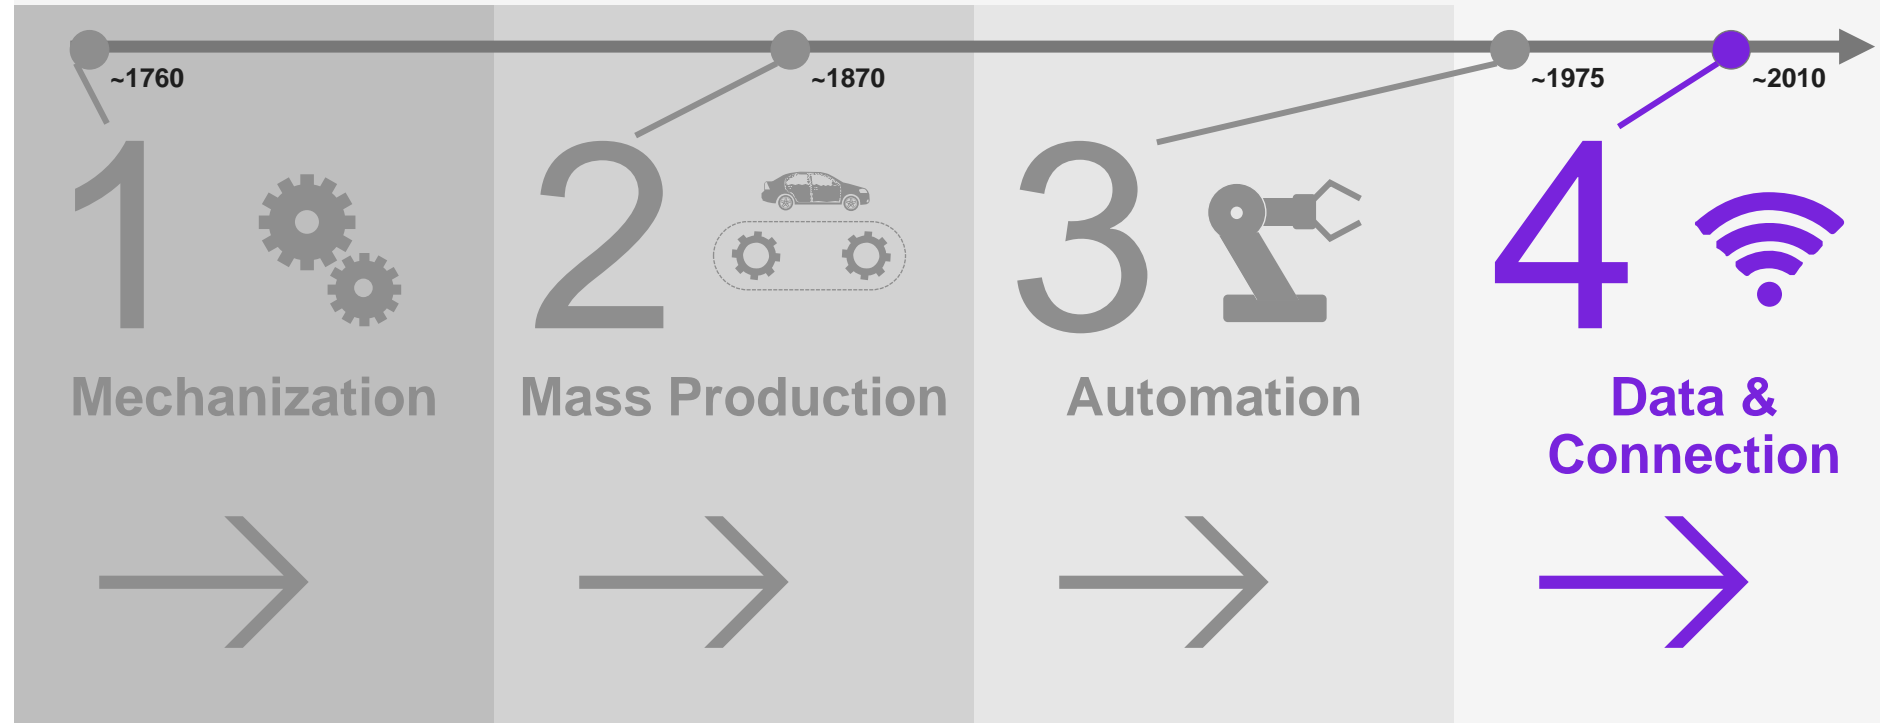 ~1760
~1870
~1975
~2010
1
2
3
4
Mechanization
Mass Production
Automation
Data &
Connection